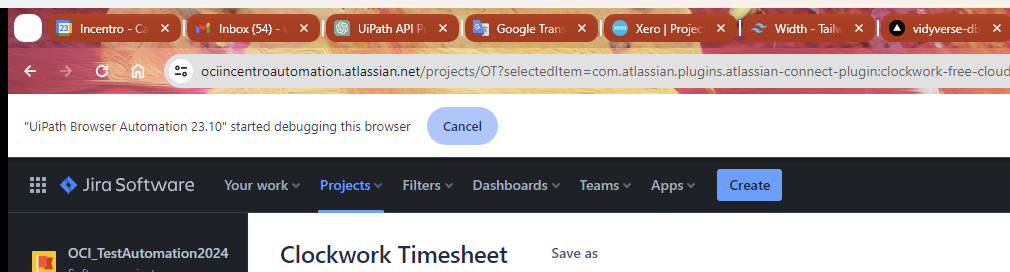 Incentro - Ca
Inbox (54) - v
UiPath API P
Google Trans
Xero | Projec
Width - Tailw
vidyverse-db
ociincentroautomation.atlassian.net/projects/OT?selectedItem=com.atlassian.plugins.atlassian-connect-plugin:clockwork-free-cloud
"UiPath Browser Automation 23.10" started debugging this browser
Cancel
Jira Software
Your work
Projects
Filters
Dashboards
Teams
Apps
Create
OCI_TestAutomation2024
Clockwork Timesheet
Save as